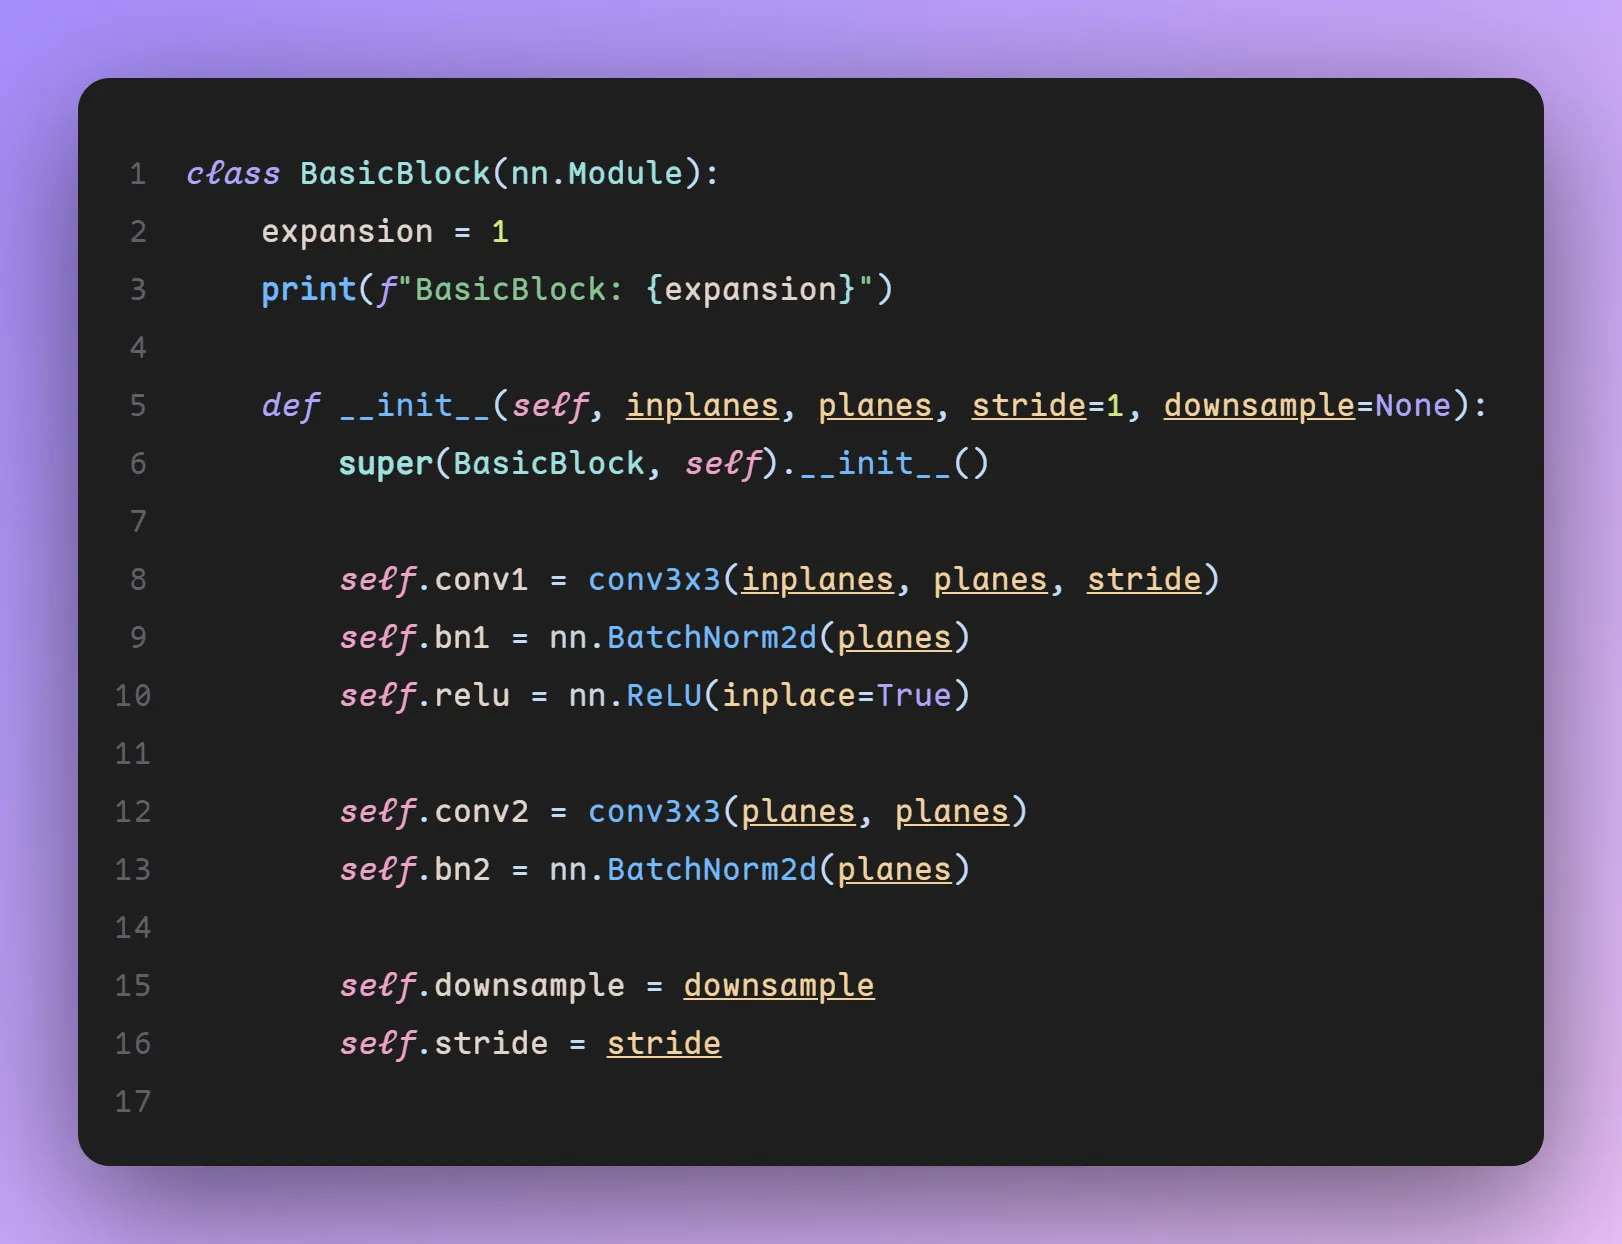 1 class BasicBlock(nn.Module):
2     expansion = 1
3     print(f"BasicBlock: {expansion}")
4
5     def __init__(self, inplanes, planes, stride=1, downsample=None):
6         super(BasicBlock, self).__init__()
7
8         self.conv1 = conv3x3(inplanes, planes, stride)
9         self.bn1 = nn.BatchNorm2d(planes)
10         self.relu = nn.ReLU(inplace=True)
11
12         self.conv2 = conv3x3(planes, planes)
13         self.bn2 = nn.BatchNorm2d(planes)
14
15         self.downsample = downsample
16         self.stride = stride
17